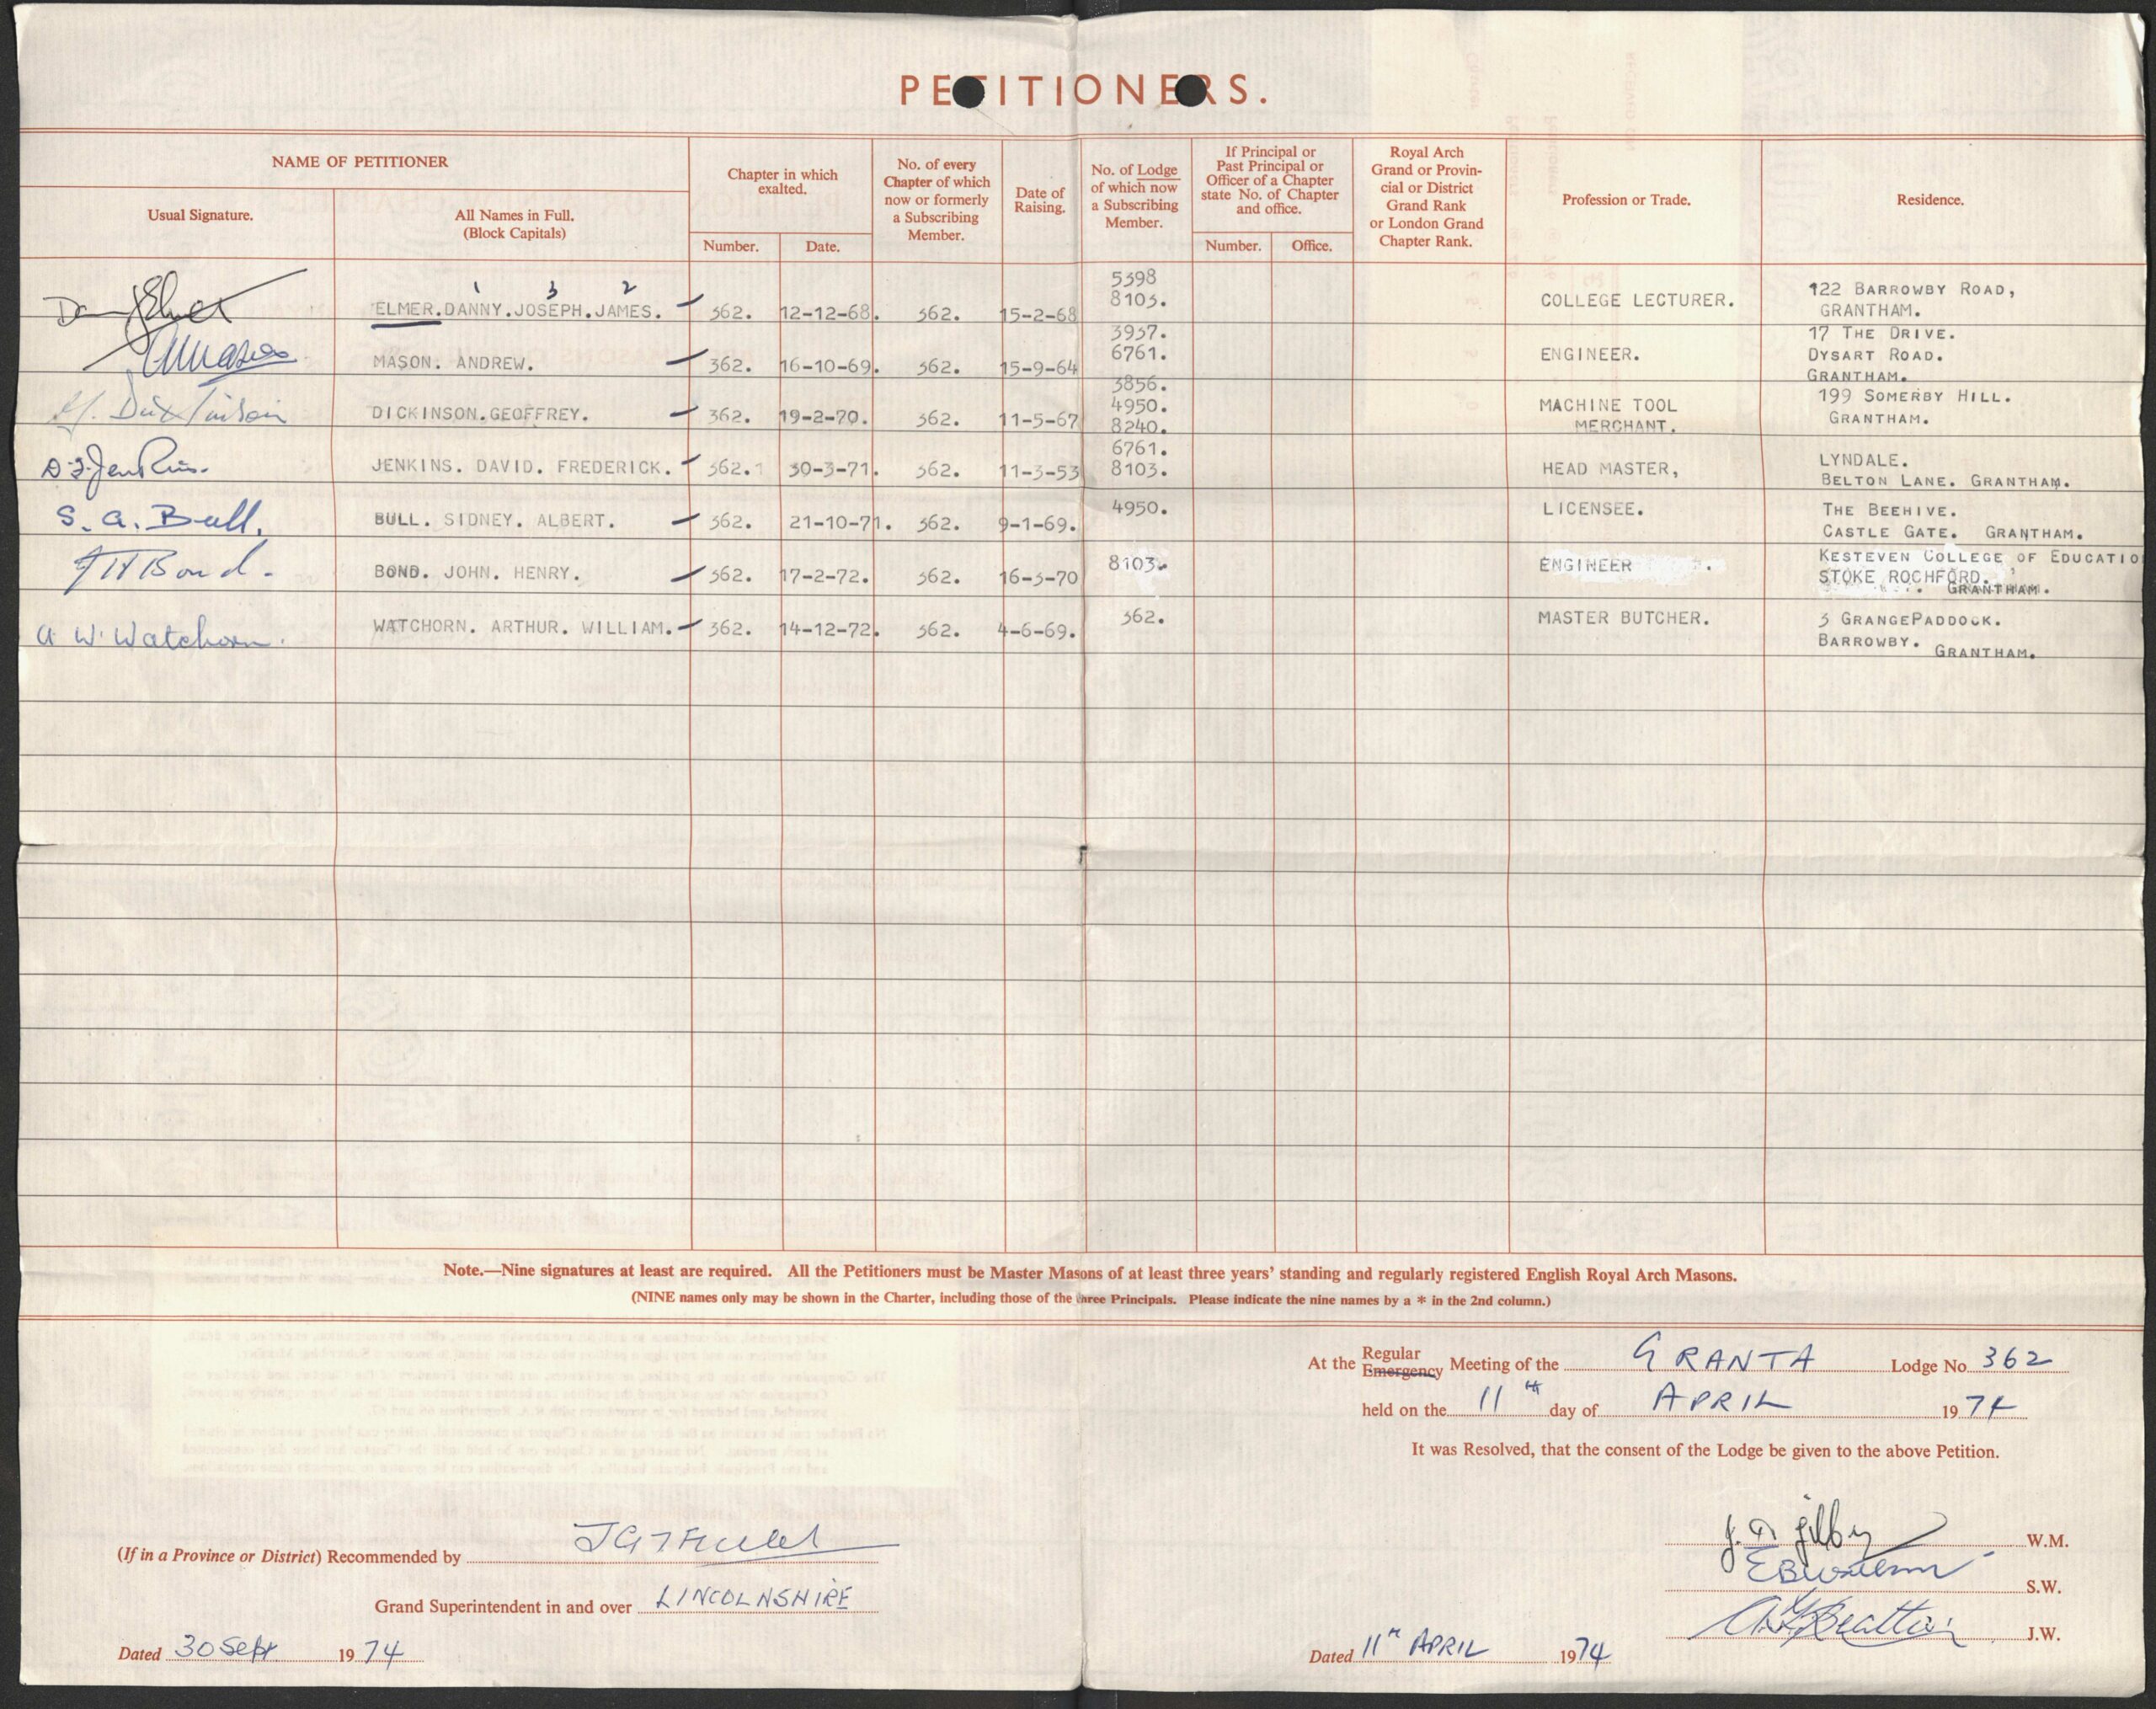 PETITIONERS.
NAME OF PETITIONER
Usual Signature.
All Names in Full.
(Block Capitals)
Chapter in which
exalted.
Number.
Date.
No. of every
Chapter of which
now or formerly
a Subscribing
Member.
Date of
Raising.
No. of Lodge
of which now
a Subscribing
Member.
If Principal or
Past Principal or
Officer of a Chapter
state No. of Chapter
and office.
Number.
Office.
Royal Arch
Grand or Provin-
cial or District
Grand Rank
or London Grand
Chapter Rank.
Profession or Trade.
Residence.
1 3 2
ELMER.DANNY.JOSEPH.JAMES. 362. 12-12-68. 362. 15-2-68
5398
8103.
COLLEGE LECTURER.
122 BARROWBY ROAD,
GRANTHAM.
MASON. ANDREW. 362. 16-10-69. 362. 15-9-64
3937.
6761.
ENGINEER.
17 THE DRIVE.
DYSART ROAD.
GRANTHAM.
G. Dickinson
DICKINSON.GEOFFREY. 362. 19-2-70. 362. 11-5-67
3856.
4950.
8240.
MACHINE TOOL
MERCHANT.
199 SOMERBY HILL.
GRANTHAM.
D.F. Jenkins.
JENKINS. DAVID. FREDERICK. 362. 30-3-71. 362. 11-3-53
6761.
8103.
HEAD MASTER,
LYNDALE.
BELTON LANE. GRANTHAM.
S. A. Bull.
BULL. SIDNEY. ALBERT. 362. 21-10-71. 362. 9-1-69.
4950.
LICENSEE.
THE BEEHIVE.
CASTLE GATE. GRANTHAM.
JH Bond.
BOND. JOHN. HENRY. 362. 17-2-72. 362. 16-3-70
8103.
ENGINEER .
KESTEVEN COLLEGE OF EDUCATIO
STOKE ROCHFORD.
GRANTHAM.
A. W. Watchorn.
WATCHORN. ARTHUR. WILLIAM. 362. 14-12-72. 362. 4-6-69.
362.
MASTER BUTCHER.
3 GRANGEPADDOCK.
BARROWBY. GRANTHAM.
Note.—Nine signatures at least are required. All the Petitioners must be Master Masons of at least three years' standing and regularly registered English Royal Arch Masons.
(NINE names only may be shown in the Charter, including those of the three Principals. Please indicate the nine names by a * in the 2nd column.)
At the Regular Emergency Meeting of the GRANTA Lodge No. 362
held on the 11th day of APRIL 1974
It was Resolved, that the consent of the Lodge be given to the above Petition.
W.M.
S.W.
J.W.
(If in a Province or District) Recommended by
Grand Superintendent in and over LINCOLNSHIRE
Dated 30 Sept 1974
Dated 11th APRIL 1974